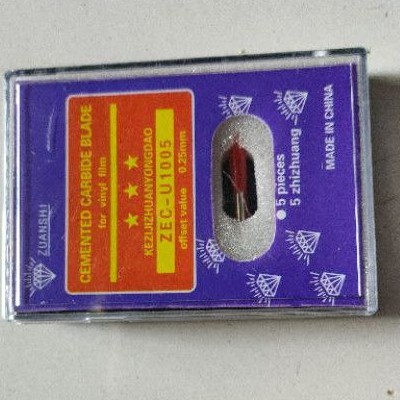 ZUANSHI
CEMENTED CARBIDE BLADE
for vinyl film
★ ★ ★
KEZIJIZHUANYONGDAO
ZEC-U1005
offset value 0.25mm
● 5 pieces
5 zhizhuang
MADE IN CHINA